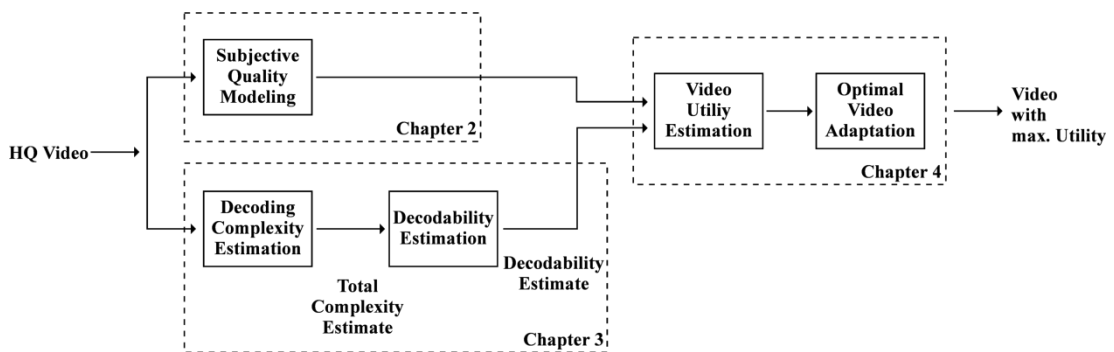 HQ Video
Subjective
Quality
Modeling
Chapter 2
Decoding
Complexity
Estimation
Total
Complexity
Estimate
Decodability
Estimation
Decodability
Estimate
Chapter 3
Video
Utiliy
Estimation
Optimal
Video
Adaptation
Chapter 4
Video
with
max. Utility